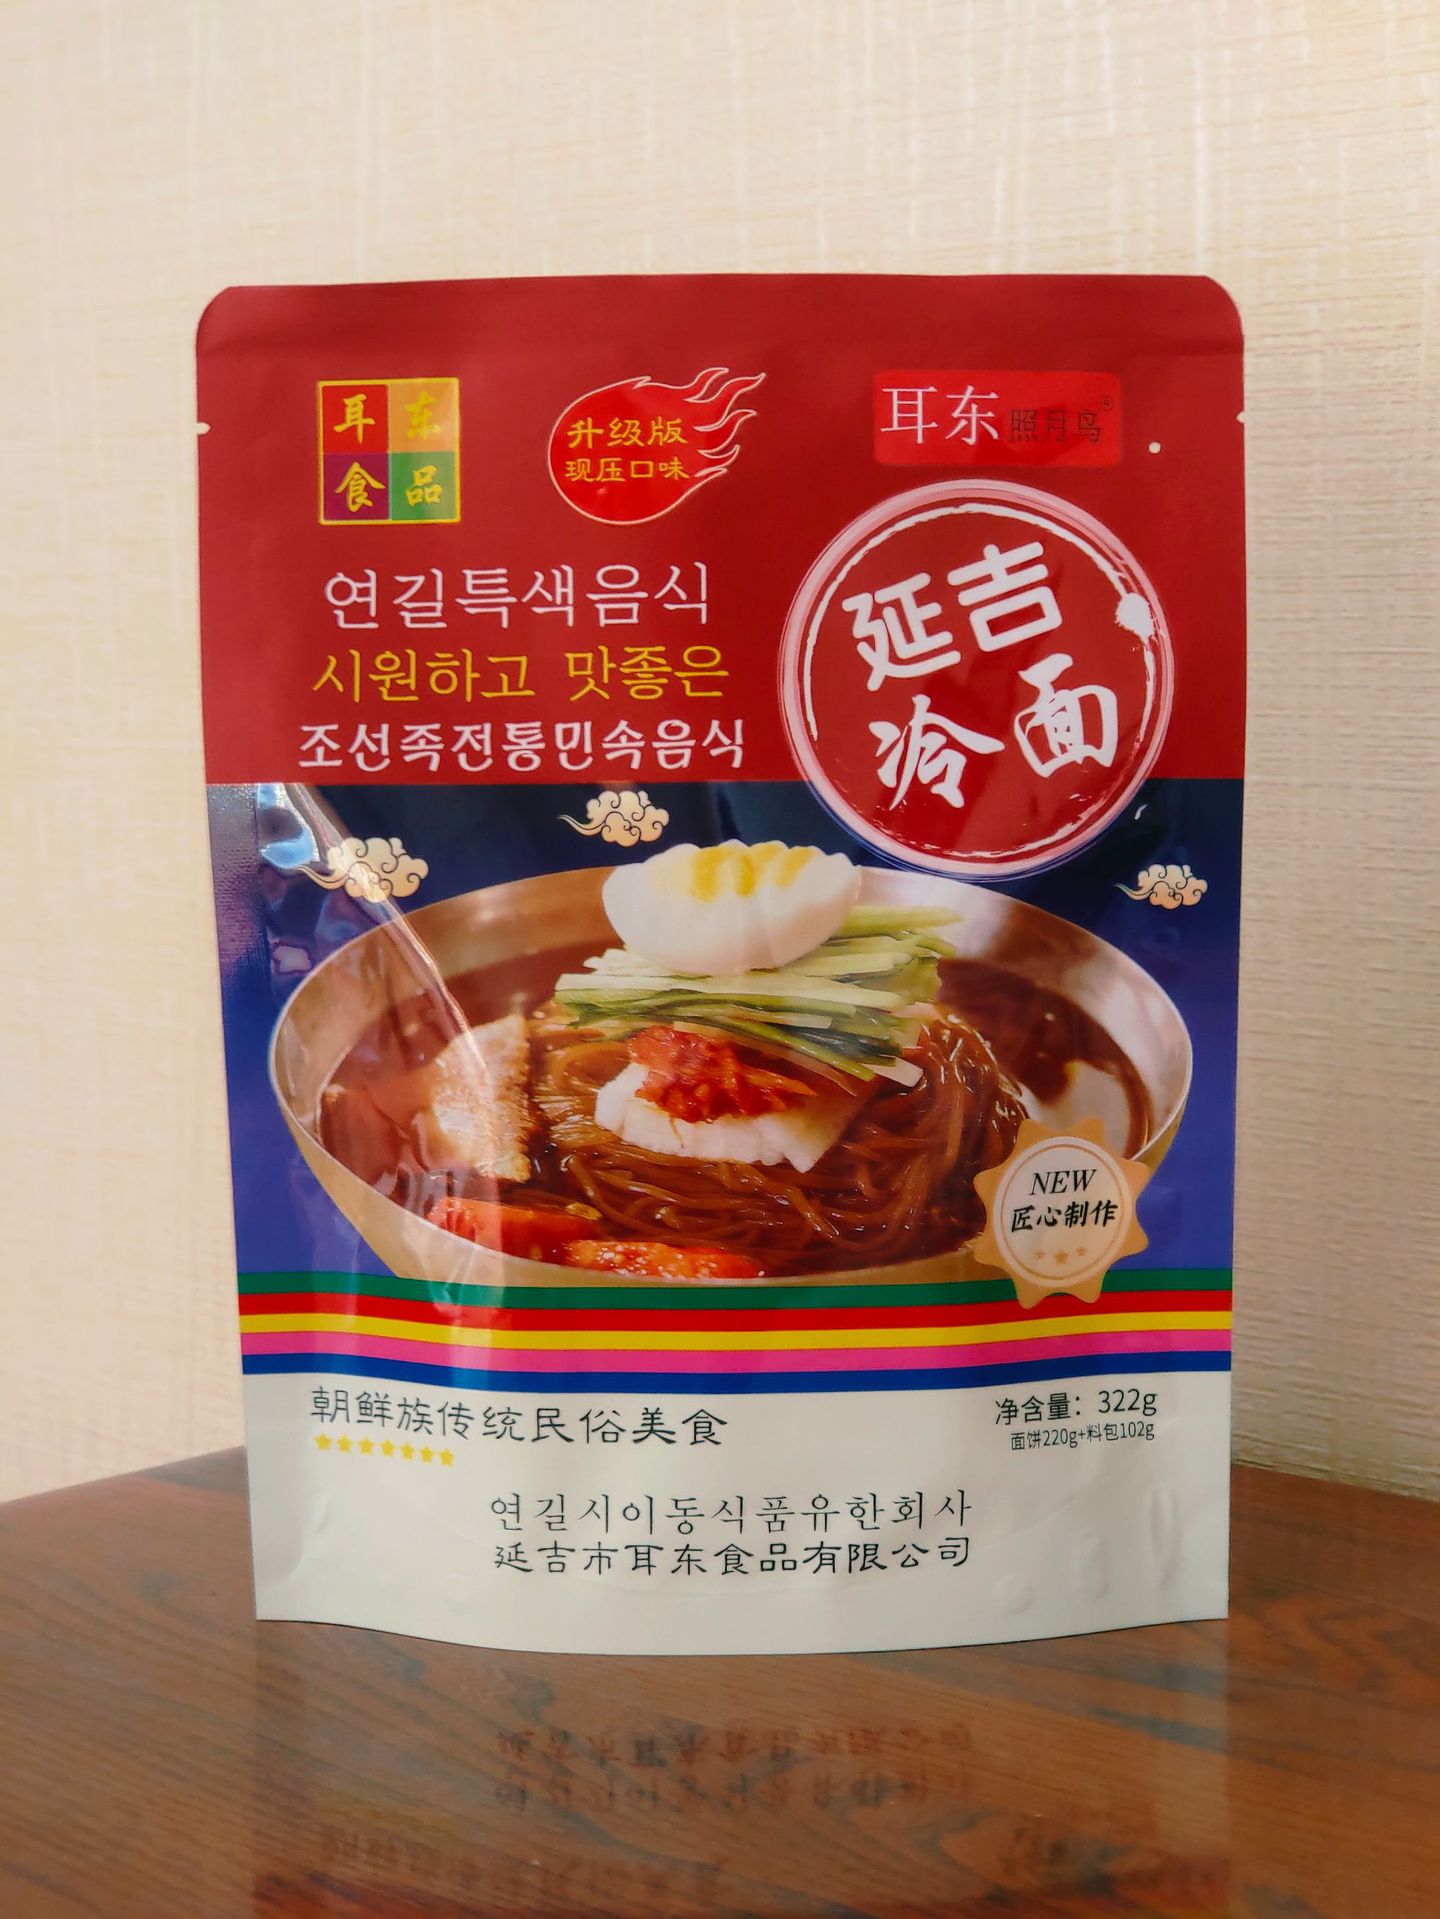 耳东
食品
升级版
现压口味
耳东 照月鸟®
연길특색음식
시원하고 맛좋은
조선족전통민속음식
延吉
冷面
NEW
匠心制作
朝鲜族传统民俗美食
净含量：322g
面饼220g+料包102g
연길시이동식품유한회사
延吉市耳东食品有限公司